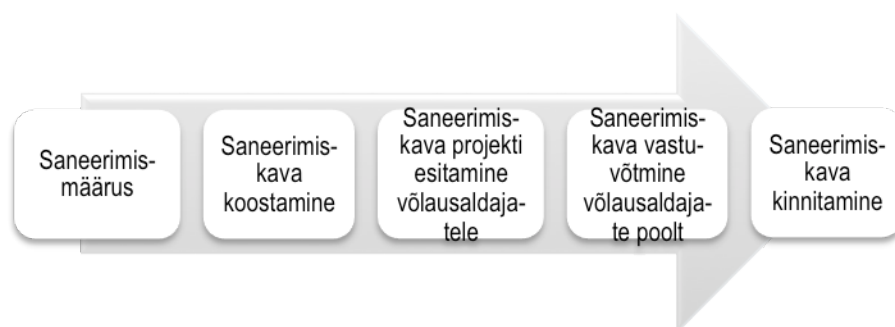 Saneerimis-
määrus
Saneerimis-
kava
koostamine
Saneerimis-
kava projekti
esitamine
võlausaldaja-
tele
Saneerimis-
kava vastu-
võtmine
võlausaldaja-
te poolt
Saneerimis-
kava
kinnitamine